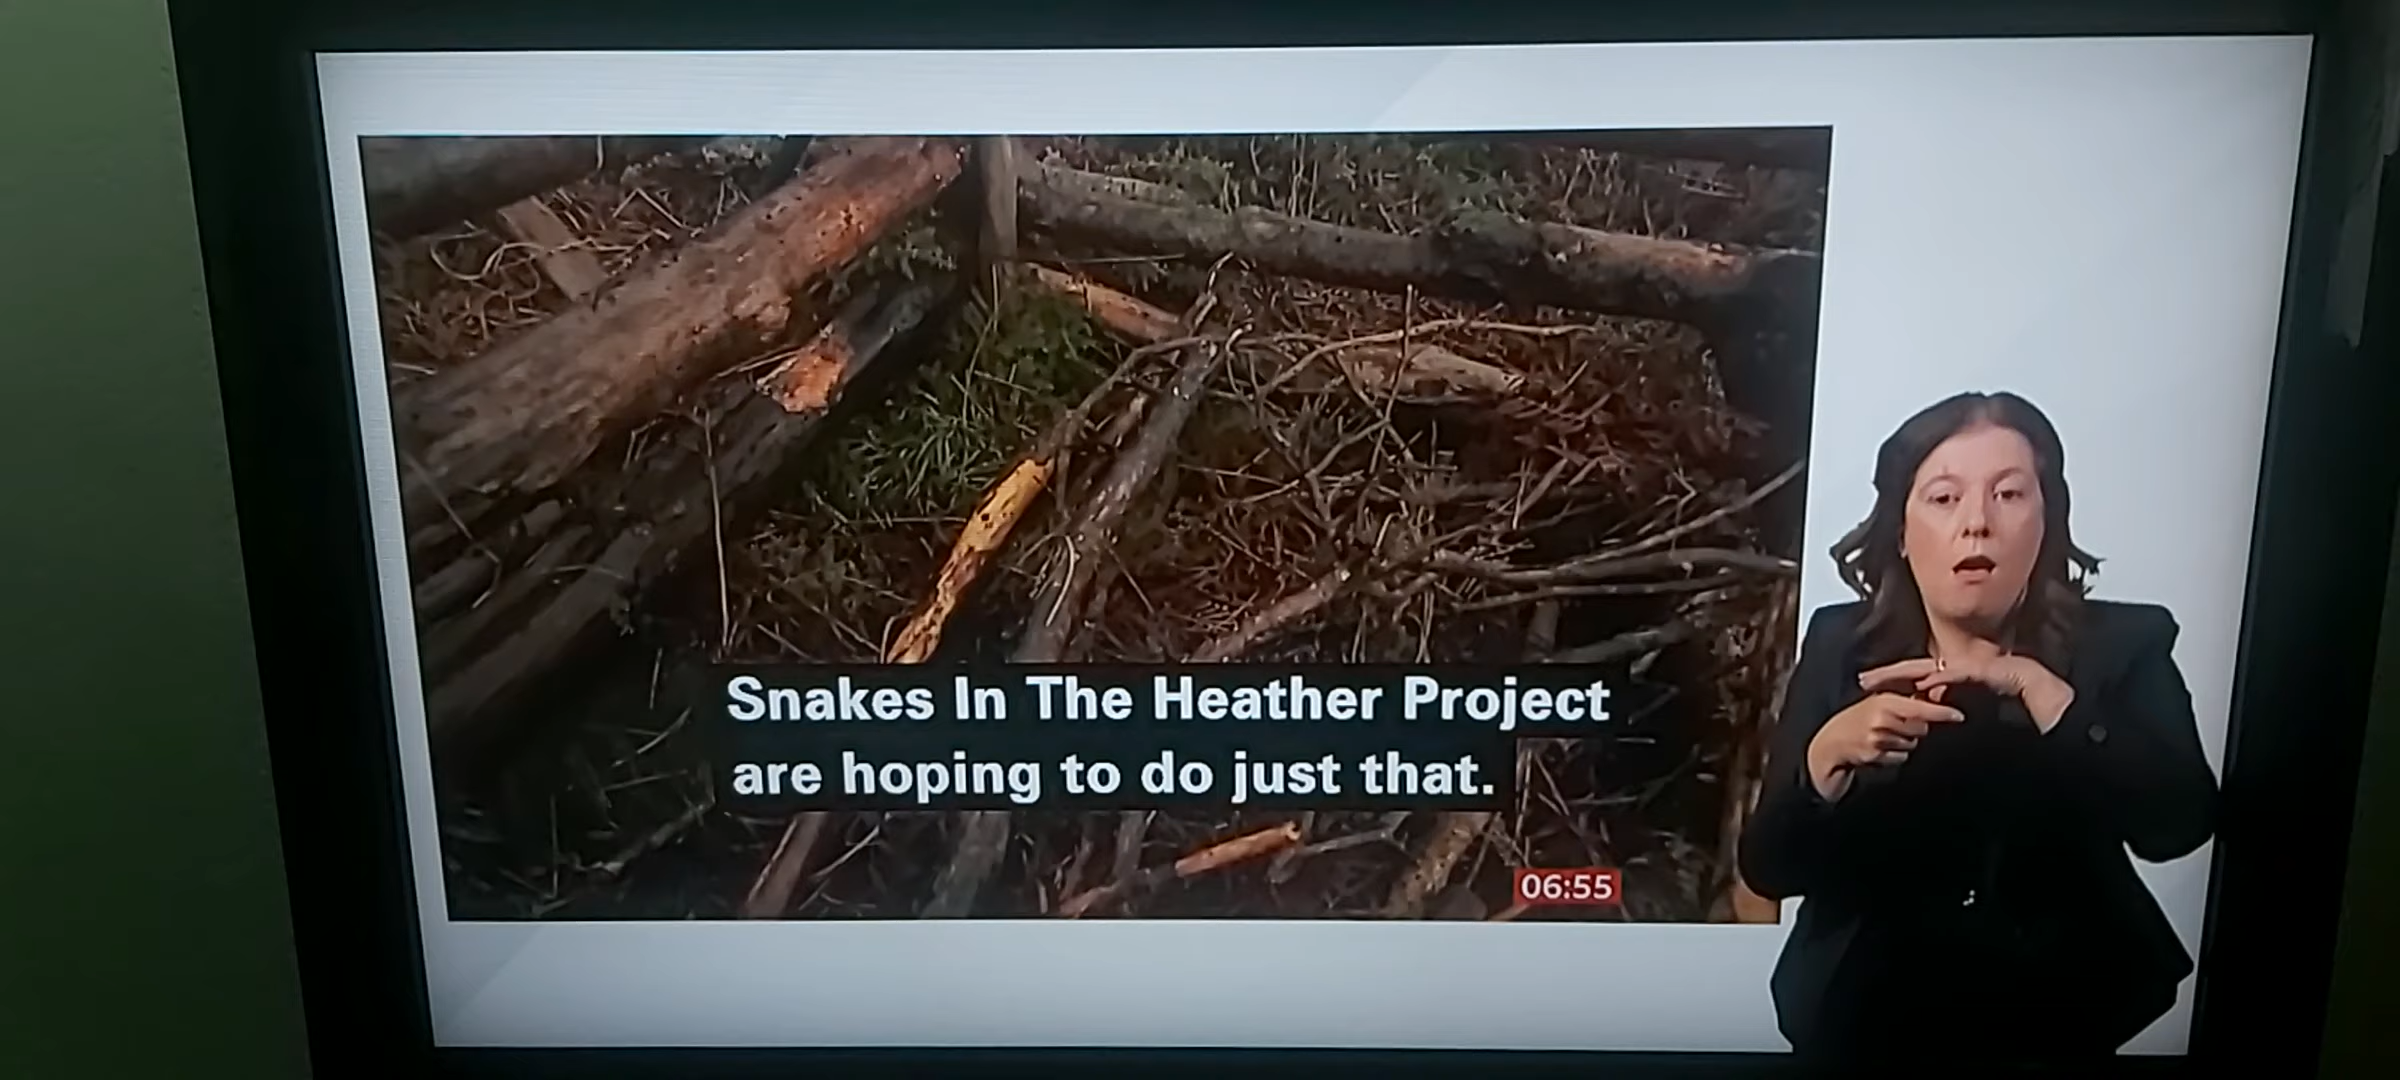 Snakes In The Heather Project
are hoping to do just that.
06:55